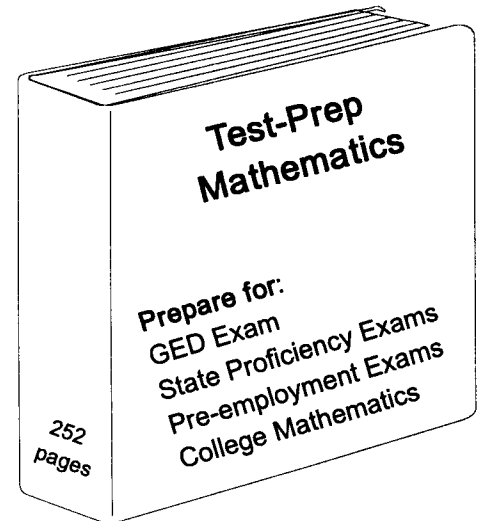 Test-Prep
Mathematics
Prepare for:
GED Exam
State Proficiency Exams
Pre-employment Exams
College Mathematics
252
pages